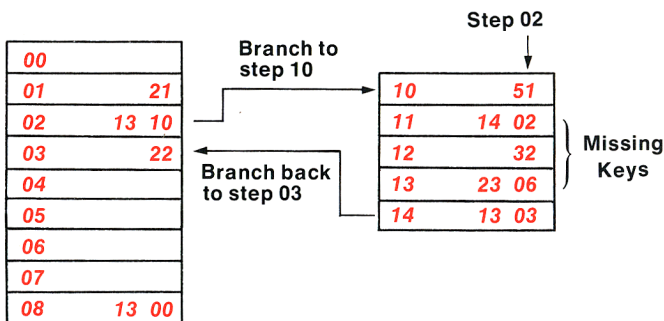 Step 02
Branch to
step 10
00
01 21
02 13 10
03 22
04
05
06
07
08 13 00
Branch back
to step 03
10 51
11 14 02
12 32
13 23 06
14 13 03
Missing
Keys